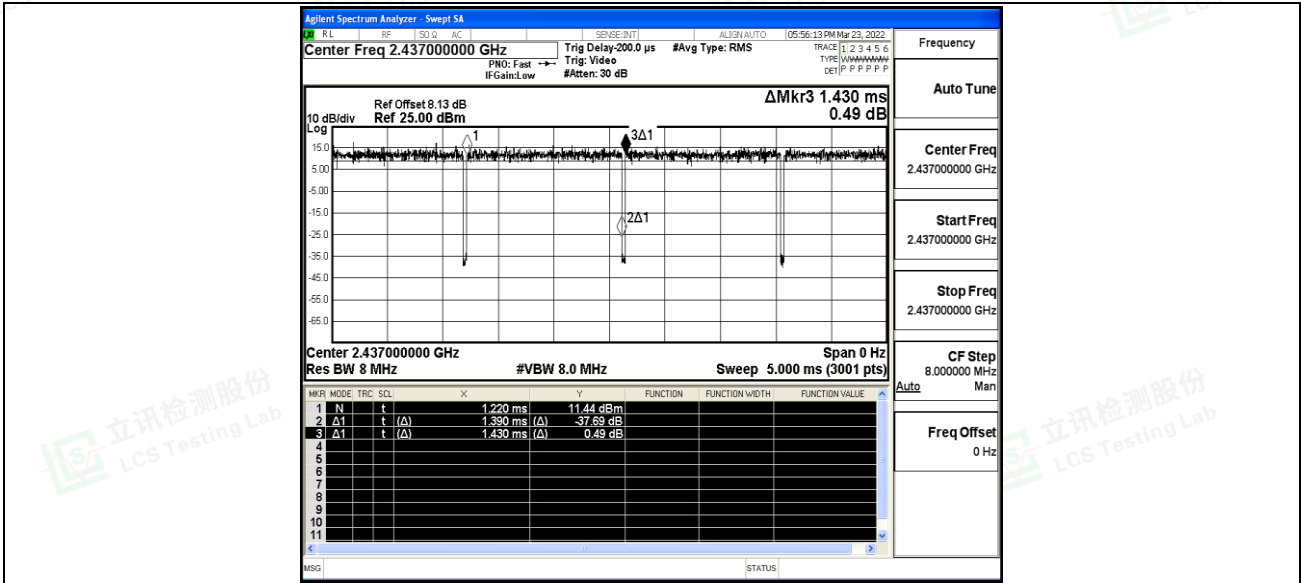 Agilent Spectrum Analyzer - Swept SA
LXI RL RF 50 Ω AC SENSE:INT ALIGN AUTO 05:56:13 PM Mar 23, 2022
Center Freq 2.437000000 GHz
PNO: Fast
IFGain:Low
Trig Delay-200.0 µs
Trig: Video
#Atten: 30 dB
#Avg Type: RMS
TRACE 1 2 3 4 5 6
TYPE WWWWWW
DET P P P P P P
Frequency
Auto Tune
Center Freq
2.437000000 GHz
Start Freq
2.437000000 GHz
Stop Freq
2.437000000 GHz
CF Step
8.000000 MHz
Auto Man
Freq Offset
0 Hz
ΔMkr3 1.430 ms
0.49 dB
Ref Offset 8.13 dB
10 dB/div Ref 25.00 dBm
Log
15.0
5.00
-5.00
-15.0
-25.0
-35.0
-45.0
-55.0
-65.0
1
3Δ1
2Δ1
Center 2.437000000 GHz Span 0 Hz
Res BW 8 MHz #VBW 8.0 MHz Sweep 5.000 ms (3001 pts)
MKR MODE TRC SCL X Y FUNCTION FUNCTION WIDTH FUNCTION VALUE
1 N t 1.220 ms 11.44 dBm
2 Δ1 t (Δ) 1.390 ms (Δ) -37.69 dB
3 Δ1 t (Δ) 1.430 ms (Δ) 0.49 dB
4
5
6
7
8
9
10
11
MSG STATUS
立讯检测股份
LCS Testing Lab
立讯检测股份
LCS Testing Lab